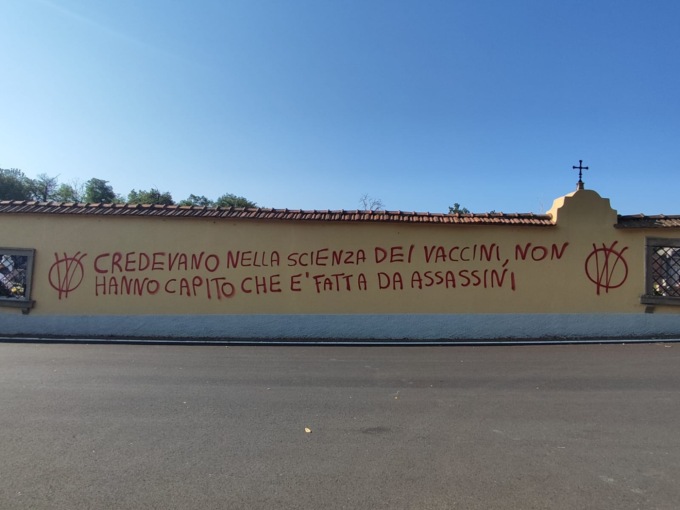 CREDEVANO NELLA SCIENZA DEI VACCINI, NON
HANNO CAPITO CHE E' FATTA DA ASSASSINI